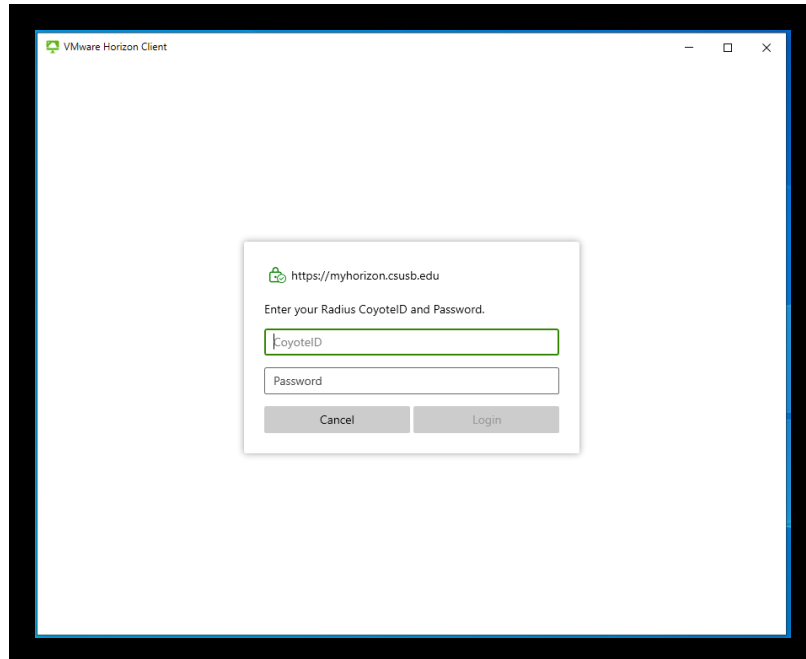 VMware Horizon Client
https://myhorizon.csusb.edu
Enter your Radius CoyoteID and Password.
CoyoteID
Password
Cancel Login